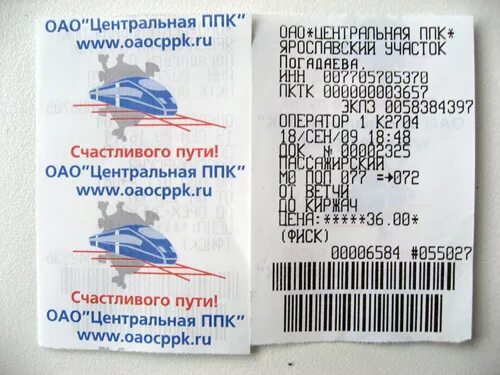 ОАО"Центральная ППК"
www.oaocppk.ru
Счастливого пути!
ОАО"Центральная ППК"
www.oaocppk.ru
Счастливого пути!
ОАО"Центральная ППК"
www.oaocppk.ru
ОАО*ЦЕНТРАЛЬНАЯ ППК*
ЯРОСЛАВСКИЙ УЧАСТОК
Погадаева.
ИНН 007705705370
ПКТК 000000003657
ЭКЛЗ 0058384397
ОПЕРАТОР 1 К2704
18/СЕН/09 18:48
ДОК. № 00002325
ПАССАЖИРСКИЙ
МО ПОД 077 =→072
ОТ ВЕТЧИ
ДО КИРЖАЧ
ЦЕНА:*****36.00*
(ФИСК)
00006584 #055027